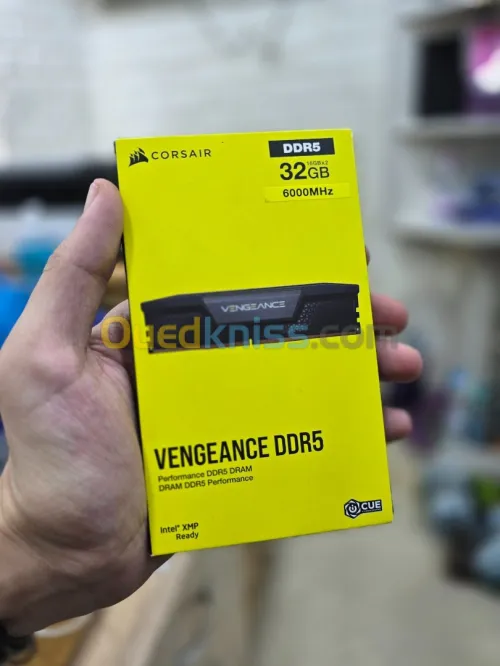 CORSAIR
DDR5
16GBx2
32GB
6000MHz
VENGEANCE
Ouedkniss.com
VENGEANCE DDR5
Performance DDR5 DRAM
DRAM DDR5 Performance
Intel® XMP
Ready
iCUE